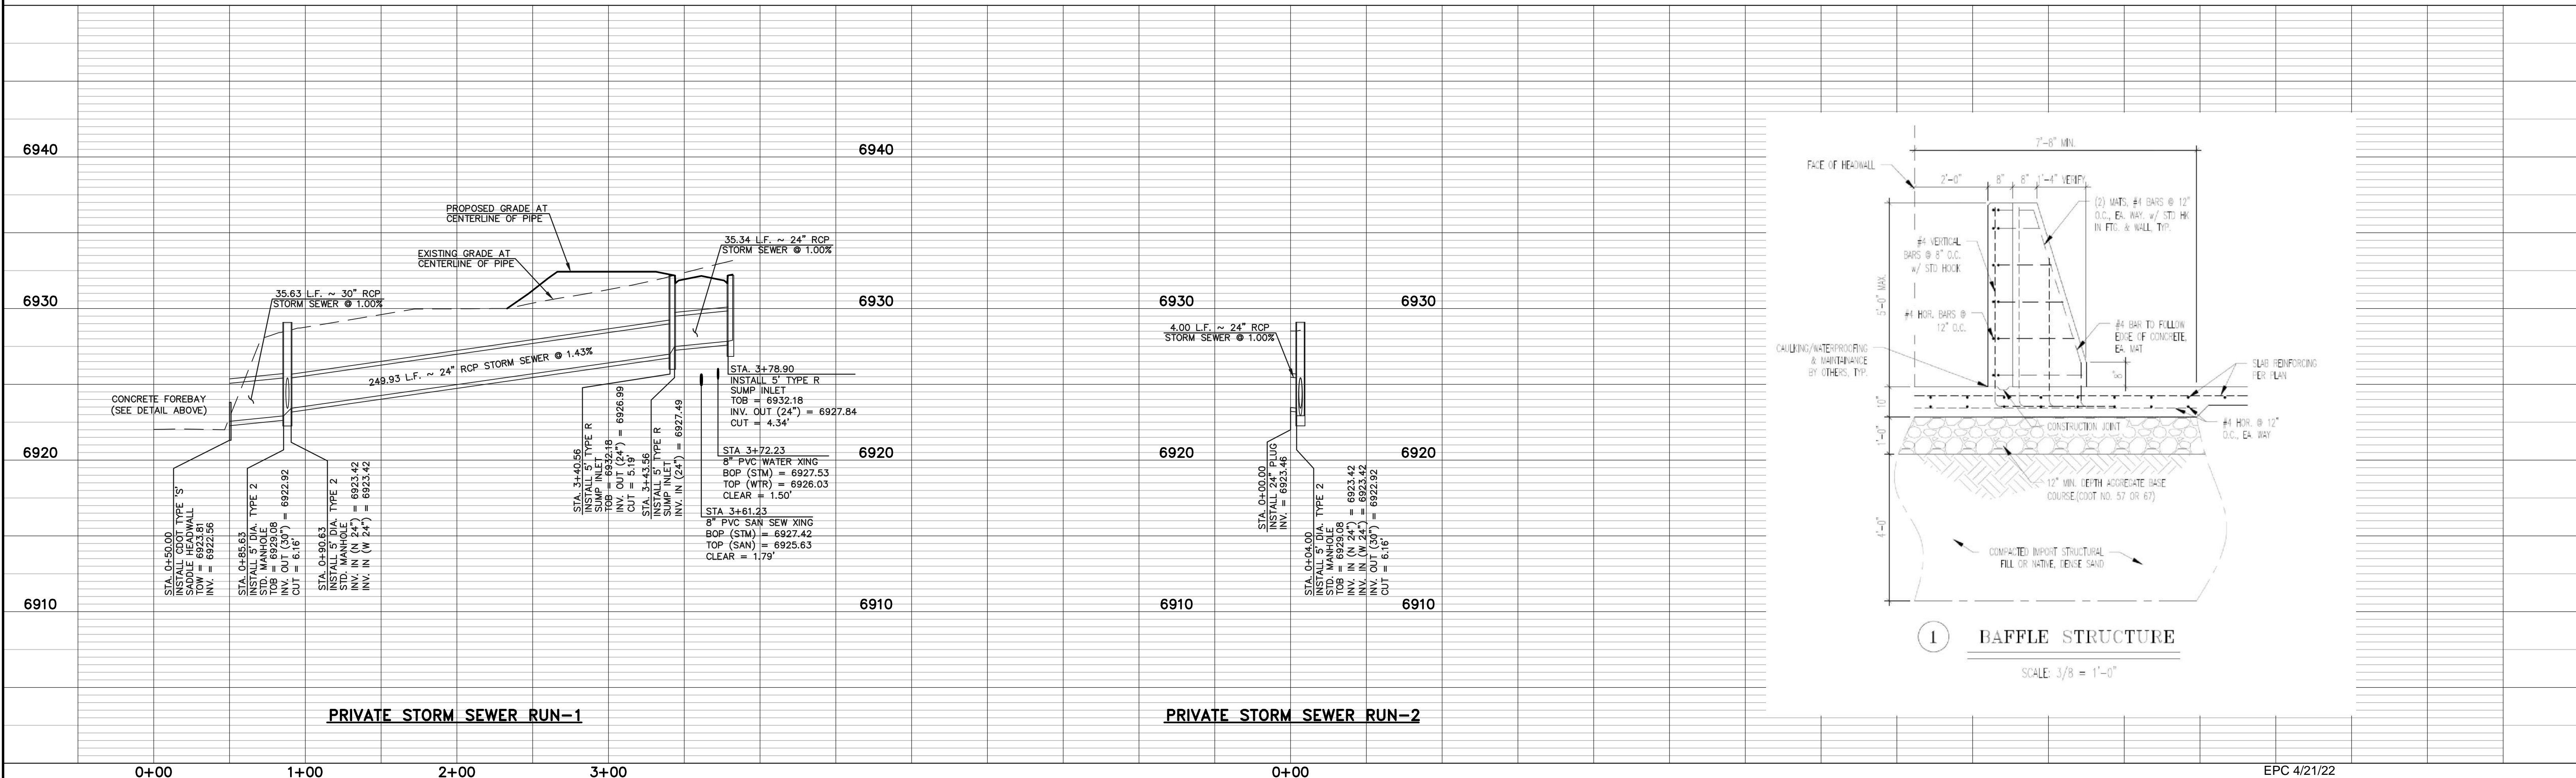 6940
6930
6920
6910
6940
6930
6920
6910
PROPOSED GRADE AT
CENTERLINE OF PIPE
EXISTING GRADE AT
CENTERLINE OF PIPE
35.34 L.F. ~ 24" RCP
STORM SEWER @ 1.00%
35.63 L.F. ~ 30" RCP
STORM SEWER @ 1.00%
249.93 L.F. ~ 24" RCP STORM SEWER @ 1.43%
CONCRETE FOREBAY
(SEE DETAIL ABOVE)
STA. 0+50.00
INSTALL CDOT TYPE 'S'
SADDLE HEADWALL
TOW = 6923.81
INV. = 6922.56
STA. 0+85.63
INSTALL 5' DIA. TYPE 2
STD. MANHOLE
TOB = 6929.08
INV. OUT (30") = 6922.92
CUT = 6.16'
STA. 0+90.63
INSTALL 5' DIA. TYPE 2
STD. MANHOLE
INV. IN (N 24") = 6923.42
INV. IN (W 24") = 6923.42
STA. 3+40.56
INSTALL 5' TYPE R
SUMP INLET
TOB = 6932.18
INV. OUT (24") = 6926.99
CUT = 5.19'
STA. 3+43.56
INSTALL 5' TYPE R
SUMP INLET
INV. IN (24") = 6927.49
STA. 3+78.90
INSTALL 5' TYPE R
SUMP INLET
TOB = 6932.18
INV. OUT (24") = 6927.84
CUT = 4.34'
STA 3+72.23
8" PVC WATER XING
BOP (STM) = 6927.53
TOP (WTR) = 6926.03
CLEAR = 1.50'
STA 3+61.23
8" PVC SAN SEW XING
BOP (STM) = 6927.42
TOP (SAN) = 6925.63
CLEAR = 1.79'
PRIVATE STORM SEWER RUN-1
0+00
1+00
2+00
3+00
6930
6920
6910
6930
6920
6910
4.00 L.F. ~ 24" RCP
STORM SEWER @ 1.00%
STA. 0+00.00
INSTALL 24" PLUG
INV. = 6923.46
STA. 0+04.00
INSTALL 5' DIA. TYPE 2
STD. MANHOLE
TOB = 6929.08
INV. IN (N 24") = 6923.42
INV. IN (W 24") = 6923.42
INV. OUT (30") = 6922.92
CUT = 6.16'
PRIVATE STORM SEWER RUN-2
0+00
7'-8" MIN.
FACE OF HEADWALL
2'-0"
8"
8"
1'-4" VERIFY
(2) MATS, #4 BARS @ 12"
O.C., EA. WAY. w/ STD HK
IN FTG. & WALL, TYP.
#4 VERTICAL
BARS @ 8" O.C.
w/ STD HOOK
5'-0" MAX.
#4 HOR. BARS @
12" O.C.
#4 BAR TO FOLLOW
EDGE OF CONCRETE,
EA. MAT
CAULKING/WATERPROOFING
& MAINTAINANCE
BY OTHERS, TYP.
8"
SLAB REINFORCING
PER PLAN
10"
#4 HOR. @ 12"
O.C., EA. WAY
CONSTRUCTION JOINT
1'-0"
12" MIN. DEPTH AGGREGATE BASE
COURSE.(CDOT NO. 57 OR 67)
4'-0"
COMPACTED IMPORT STRUCTURAL
FILL OR NATIVE, DENSE SAND
1 BAFFLE STRUCTURE
SCALE: 3/8 = 1'-0"
EPC 4/21/22